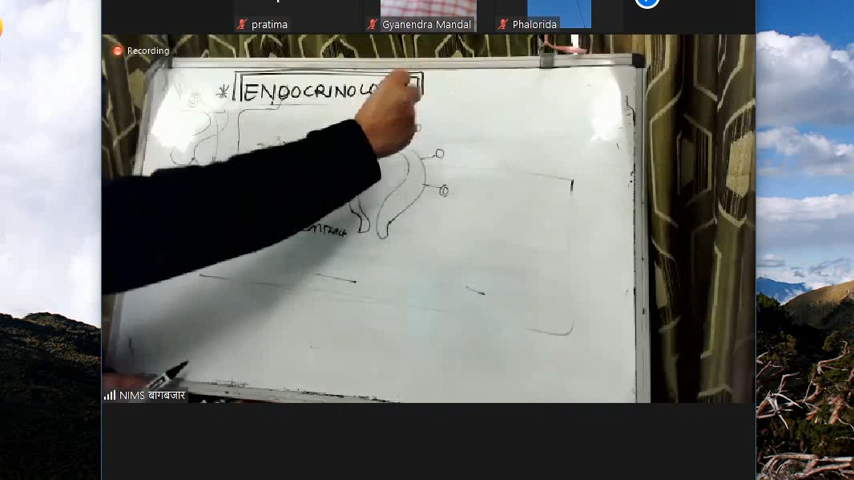 pratima
Gyanendra Mandal
Phalorida
Recording
* ENDOCRINOLO
NIMS बागबजार